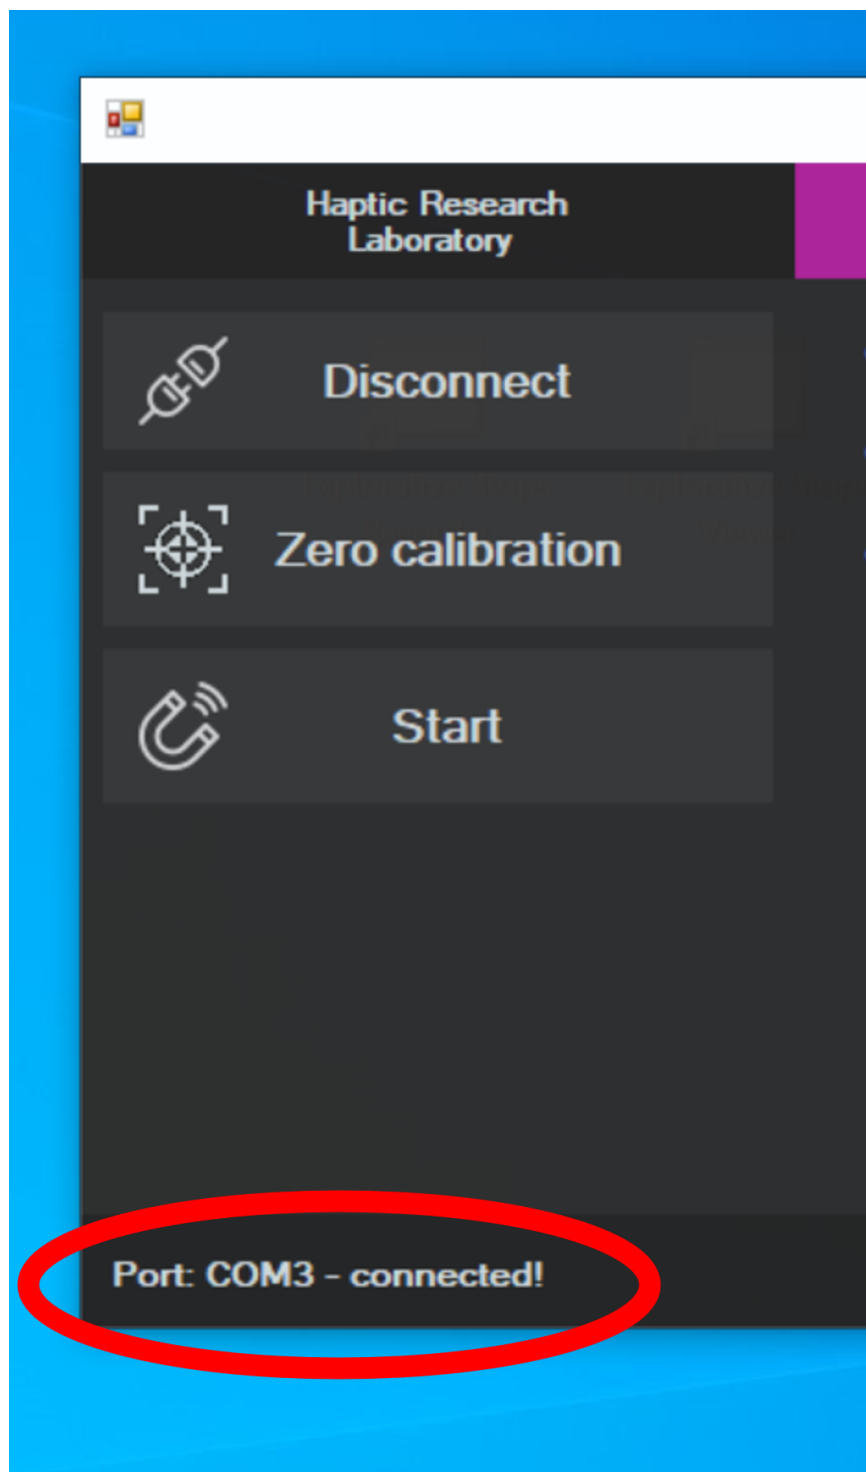 Haptic Research
Laboratory
Disconnect
Zero calibration
Start
Port: COM3 - connected!